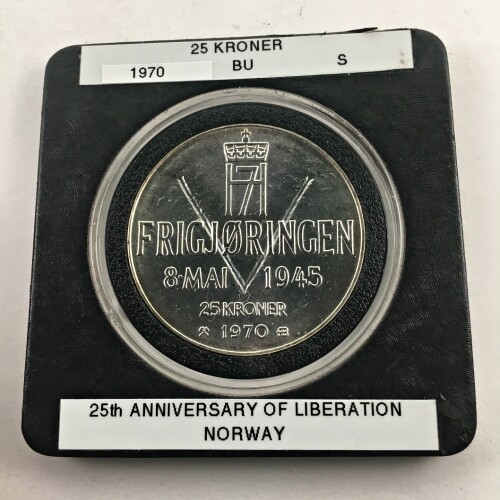 25 KRONER
1970 BU S
H7
FRIGJØRINGEN
8·MAI 1945
25 KRONER
1970
25th ANNIVERSARY OF LIBERATION
NORWAY